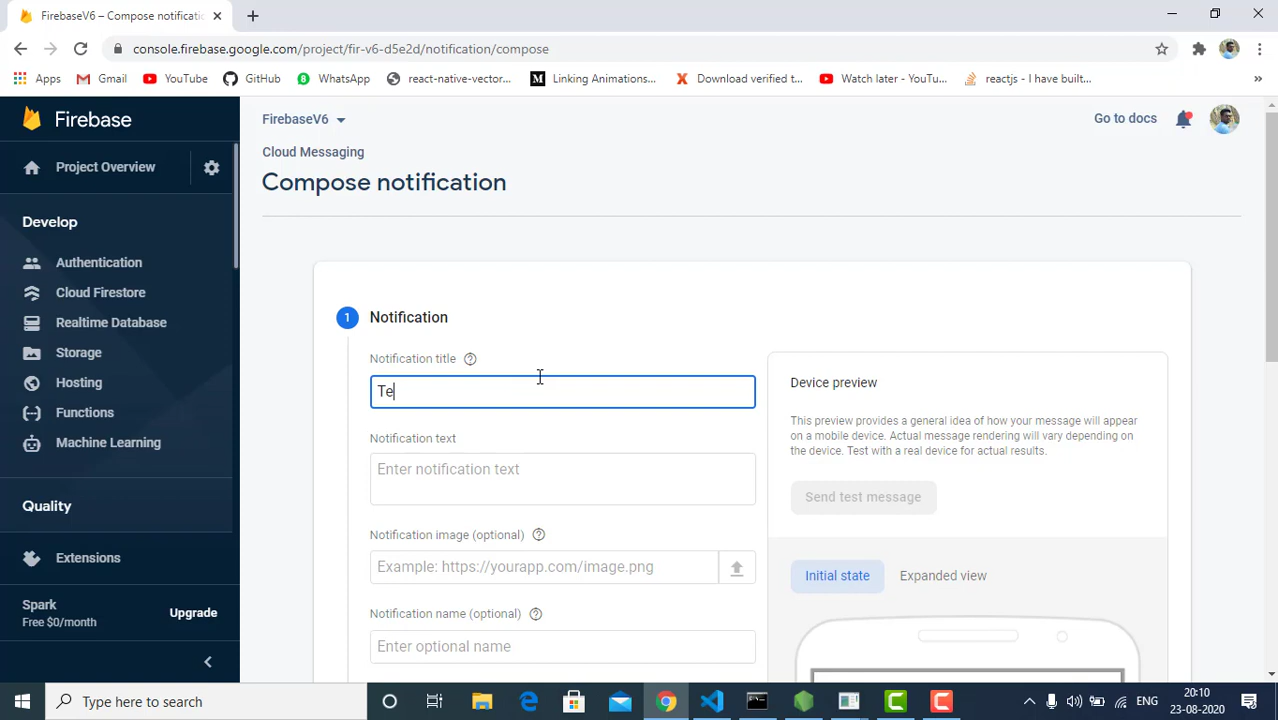 FirebaseV6 – Compose notificatio
console.firebase.google.com/project/fir-v6-d5e2d/notification/compose
Apps
Gmail
YouTube
GitHub
WhatsApp
react-native-vector...
Linking Animations...
Download verified t...
Watch later - YouTu...
reactjs - I have built...
»
Firebase
Project Overview
Develop
Authentication
Cloud Firestore
Realtime Database
Storage
Hosting
Functions
Machine Learning
Quality
Extensions
Spark
Free $0/month
Upgrade
FirebaseV6
Go to docs
Cloud Messaging
Compose notification
1 Notification
Notification title
Te
Notification text
Enter notification text
Notification image (optional)
Example: https://yourapp.com/image.png
Notification name (optional)
Enter optional name
Device preview
This preview provides a general idea of how your message will appear
on a mobile device. Actual message rendering will vary depending on
the device. Test with a real device for actual results.
Send test message
Initial state
Expanded view
Type here to search
ENG
20:10
23-08-2020